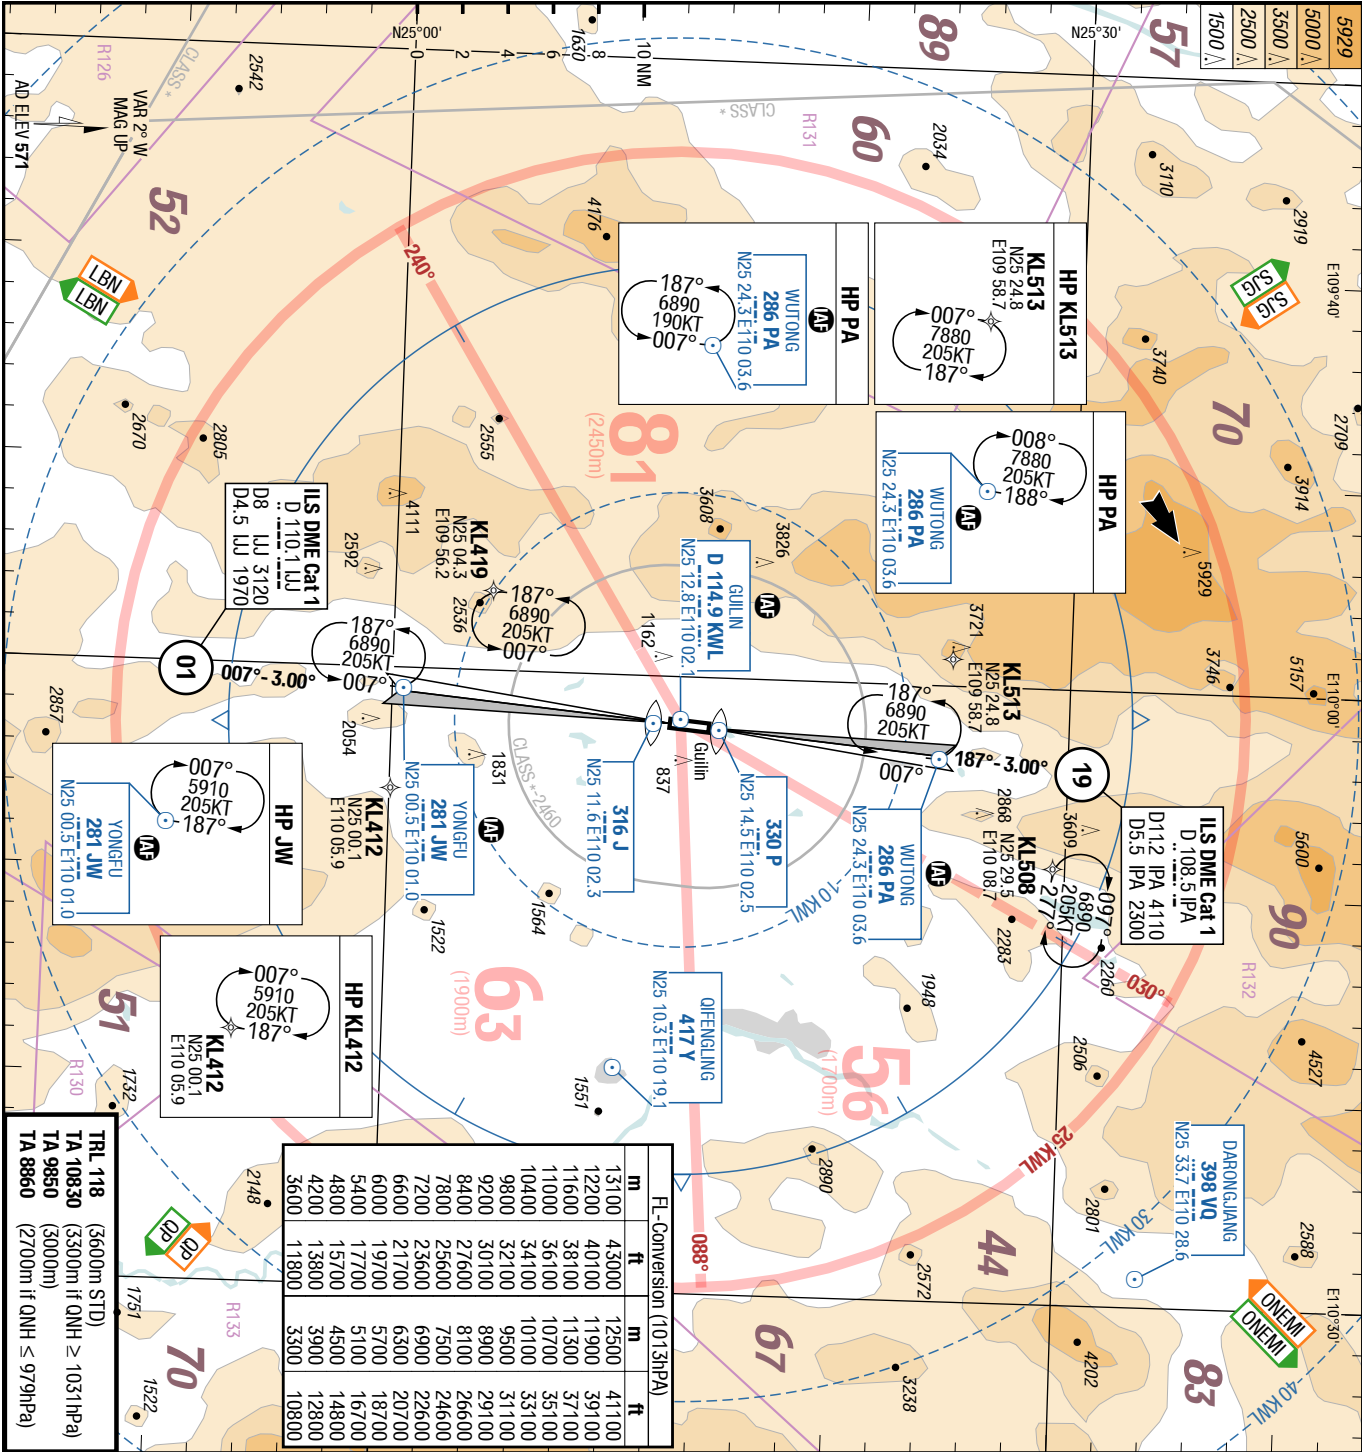 5929
5000
3500
2500
1500
N25°00'
N25°30'
E109°40'
E110°00'
E110°30'
0
2
4
6
8
10 NM
57
89
60
52
70
90
51
44
67
83
70
81
(2450m)
63
(1900m)
56
(1700m)
R126
R131
R132
R130
R133
CLASS *
CLASS *
CLASS *-2460
VAR 2° W
MAG UP
AD ELEV 571
LBN
LBN
SJG
SJG
QP
QP
ONEMI
ONEMI
240°
030°
088°
25 KWL
10 KWL
30 KWL
40 KWL
1630
2542
2034
3110
2919
4176
3740
2709
3914
5929
2670
2805
2555
4111
2592
3608
3826
2536
1162
3721
3746
5157
2857
2054
1831
837
2868
3609
5600
1522
1564
2283
2260
1948
4527
2506
1732
1551
2890
2801
2588
2148
2572
4202
1751
3238
1522
HP KL513
KL513
N25 24.8
E109 58.7
007°
7880
205KT
187°
HP PA
IAF
WUTONG
286 PA
N25 24.3 E110 03.6
187°
6890
190KT
007°
HP PA
008°
7880
205KT
188°
IAF
WUTONG
286 PA
N25 24.3 E110 03.6
ILS DME Cat 1
D 110.1 IJJ
D8 IJJ 3120
D4.5 IJJ 1970
01
007° - 3.00°
KL419
N25 04.3
E109 56.2
187°
6890
205KT
007°
187°
6890
205KT
007°
IAF
GUILIN
D 114.9 KWL
N25 12.8 E110 02.1
KL513
N25 24.8
E109 58.7
187°
6890
205KT
007°
187° - 3.00°
19
ILS DME Cat 1
D 108.5 IPA
D11.2 IPA 4110
D5.5 IPA 2300
Guilin
330 P
N25 14.5 E110 02.5
316 J
N25 11.6 E110 02.3
IAF
WUTONG
286 PA
N25 24.3 E110 03.6
KL508
N25 29.5
E110 08.7
097°
6890
205KT
277°
IAF
YONGFU
281 JW
N25 00.5 E110 01.0
KL412
N25 00.1
E110 05.9
HP JW
007°
5910
205KT
187°
IAF
YONGFU
281 JW
N25 00.5 E110 01.0
HP KL412
007°
5910
205KT
187°
KL412
N25 00.1
E110 05.9
QIFENGLING
417 Y
N25 10.3 E110 19.1
DARONGJIANG
398 VQ
N25 33.7 E110 28.6
FL-Conversion (1013hPA)
m ft m ft
13100 43000 12500 41100
12200 40100 11900 39100
11600 38100 11300 37100
11000 36100 10700 35100
10400 34100 10100 33100
9800 32100 9500 31100
9200 30100 8900 29100
8400 27600 8100 26600
7800 25600 7500 24600
7200 23600 6900 22600
6600 21700 6300 20700
6000 19700 5700 18700
5400 17700 5100 16700
4800 15700 4500 14800
4200 13800 3900 12800
3600 11800 3300 10800
TRL 118 (3600m STD)
TA 10830 (3300m if QNH ≥ 1031hPa)
TA 9850 (3000m)
TA 8860 (2700m if QNH ≤ 979hPa)